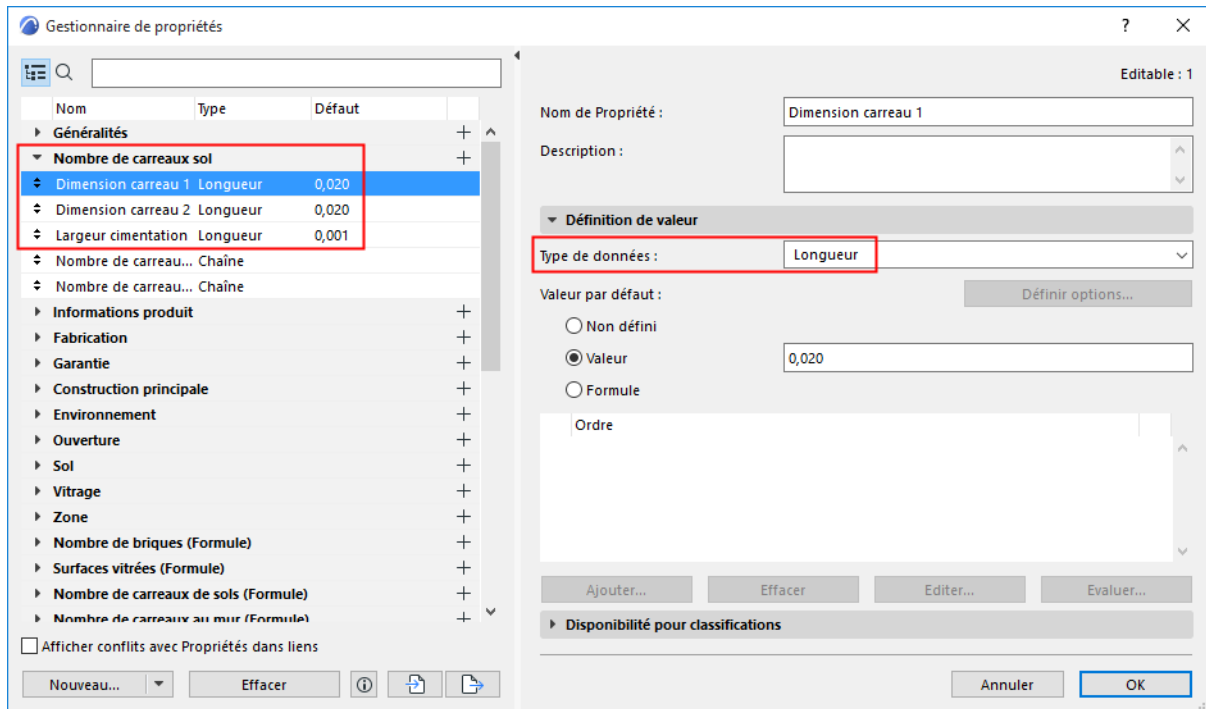 Gestionnaire de propriétés
?
Editable : 1
Nom Type Défaut
Généralités
Nombre de carreaux sol
Dimension carreau 1 Longueur 0,020
Dimension carreau 2 Longueur 0,020
Largeur cimentation Longueur 0,001
Nombre de carreau... Chaîne
Nombre de carreau... Chaîne
Informations produit
Fabrication
Garantie
Construction principale
Environnement
Ouverture
Sol
Vitrage
Zone
Nombre de briques (Formule)
Surfaces vitrées (Formule)
Nombre de carreaux de sols (Formule)
Nombre de carreaux au mur (Formule)
Afficher conflits avec Propriétés dans liens
Nouveau... Effacer
Nom de Propriété : Dimension carreau 1
Description :
Définition de valeur
Type de données : Longueur
Valeur par défaut : Définir options...
Non défini
Valeur 0,020
Formule
Ordre
Ajouter... Effacer Editer... Evaluer...
Disponibilité pour classifications
Annuler OK